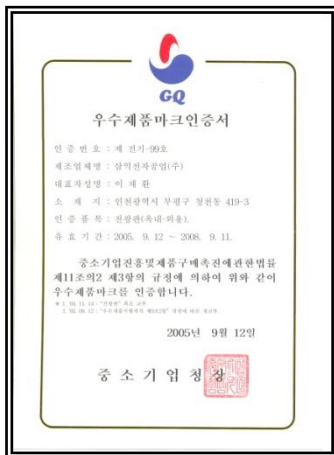 GQ
우수제품마크인증서
인 증 번 호 : 제 전기-99호
제조업체명 : 삼익전자공업(주)
대표자성명 : 이 재 환
소 재 지 : 인천광역시 부평구 청천동 419-3
인 증 품 목 : 전광판(옥내·외용).
유 효 기 간 : 2005. 9. 12 ~ 2008. 9. 11.
중소기업진흥및제품구매촉진에관한법률
제11조의2 제3항의 규정에 의하여 위와 같이
우수제품마크를 인증합니다.
2005년 9월 12일
중 소 기 업 청 장